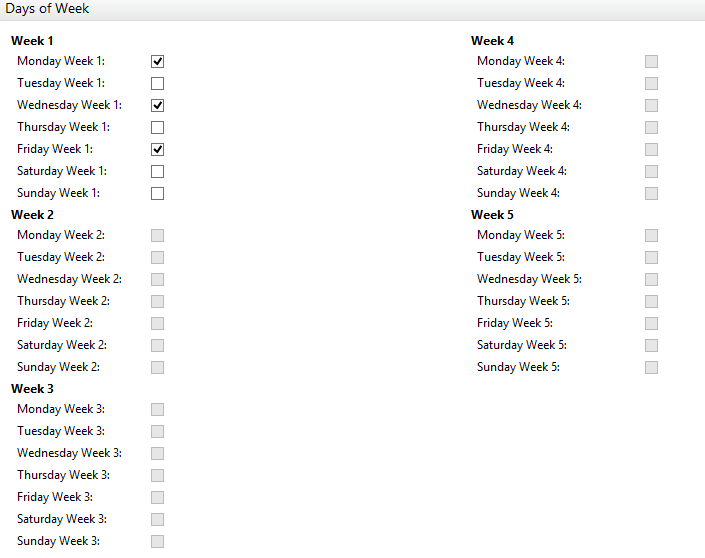 Days of Week
Week 1
Monday Week 1:
Tuesday Week 1:
Wednesday Week 1:
Thursday Week 1:
Friday Week 1:
Saturday Week 1:
Sunday Week 1:
Week 2
Monday Week 2:
Tuesday Week 2:
Wednesday Week 2:
Thursday Week 2:
Friday Week 2:
Saturday Week 2:
Sunday Week 2:
Week 3
Monday Week 3:
Tuesday Week 3:
Wednesday Week 3:
Thursday Week 3:
Friday Week 3:
Saturday Week 3:
Sunday Week 3:
Week 4
Monday Week 4:
Tuesday Week 4:
Wednesday Week 4:
Thursday Week 4:
Friday Week 4:
Saturday Week 4:
Sunday Week 4:
Week 5
Monday Week 5:
Tuesday Week 5:
Wednesday Week 5:
Thursday Week 5:
Friday Week 5:
Saturday Week 5:
Sunday Week 5: